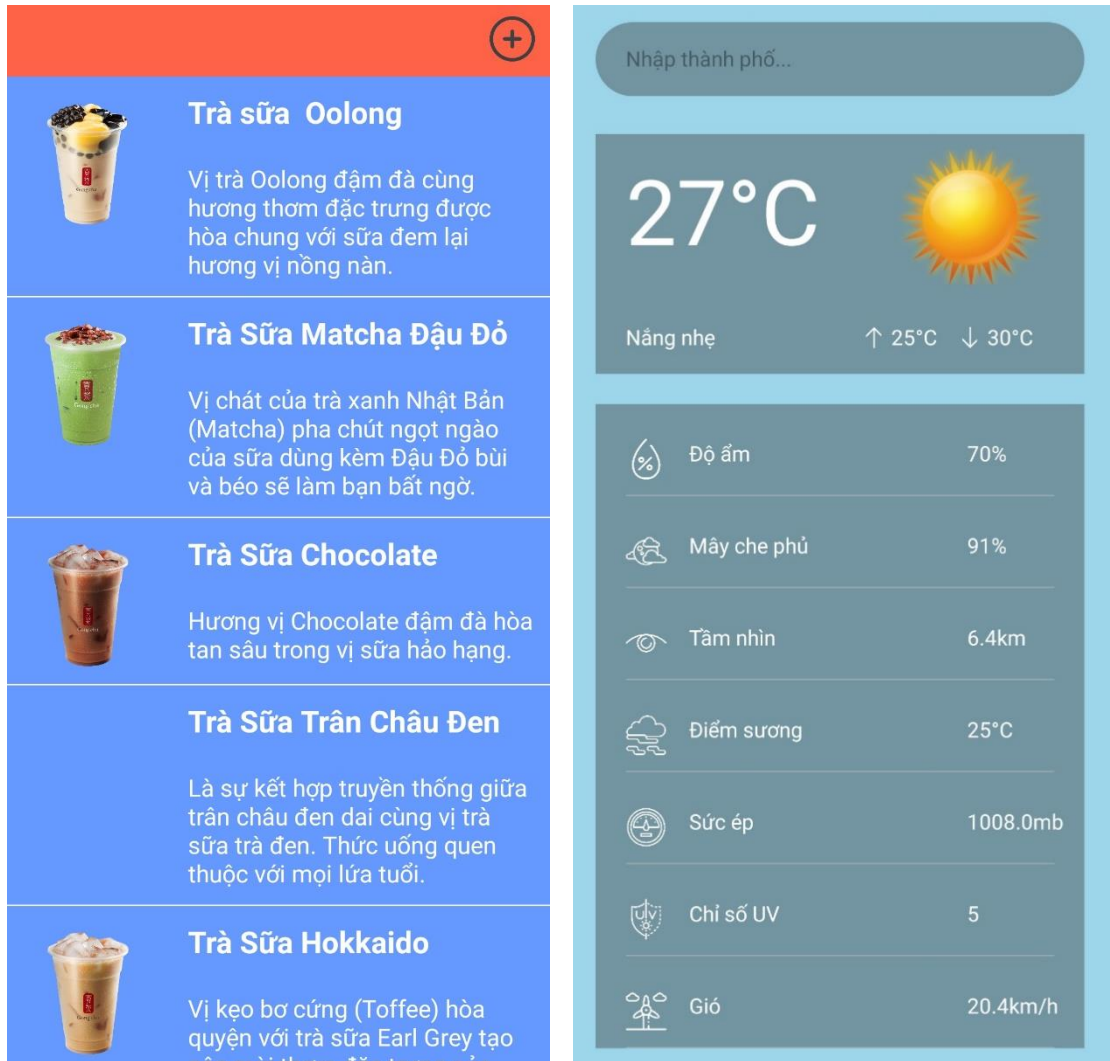 Trà sữa  Oolong
Vị trà Oolong đậm đà cùng
hương thơm đặc trưng được
hòa chung với sữa đem lại
hương vị nồng nàn.
Trà Sữa Matcha Đậu Đỏ
Vị chát của trà xanh Nhật Bản
(Matcha) pha chút ngọt ngào
của sữa dùng kèm Đậu Đỏ bùi
và béo sẽ làm bạn bất ngờ.
Trà Sữa Chocolate
Hương vị Chocolate đậm đà hòa
tan sâu trong vị sữa hảo hạng.
Trà Sữa Trân Châu Đen
Là sự kết hợp truyền thống giữa
trân châu đen dai cùng vị trà
sữa trà đen. Thức uống quen
thuộc với mọi lứa tuổi.
Trà Sữa Hokkaido
Vị kẹo bơ cứng (Toffee) hòa
quyện với trà sữa Earl Grey tạo
Nhập thành phố...
27°C
Nắng nhẹ ↑ 25°C ↓ 30°C
Độ ẩm 70%
Mây che phủ 91%
Tầm nhìn 6.4km
Điểm sương 25°C
Sức ép 1008.0mb
Chỉ số UV 5
Gió 20.4km/h